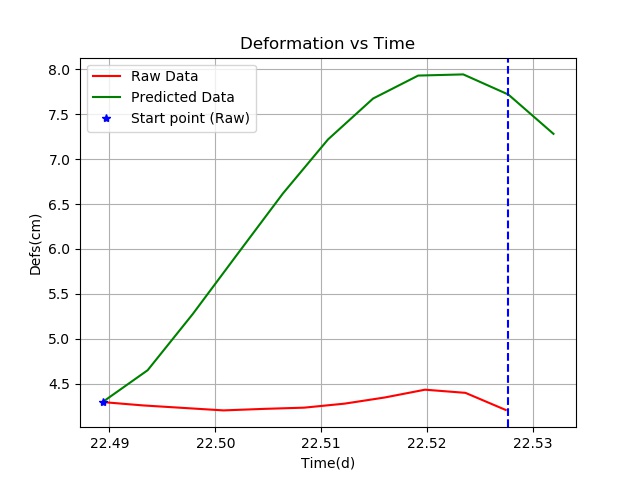 Deformation vs Time
Raw Data
Predicted Data
Start point (Raw)
8.0
7.5
7.0
6.5
6.0
5.5
5.0
4.5
Defs(cm)
22.49 22.50 22.51 22.52 22.53
Time(d)